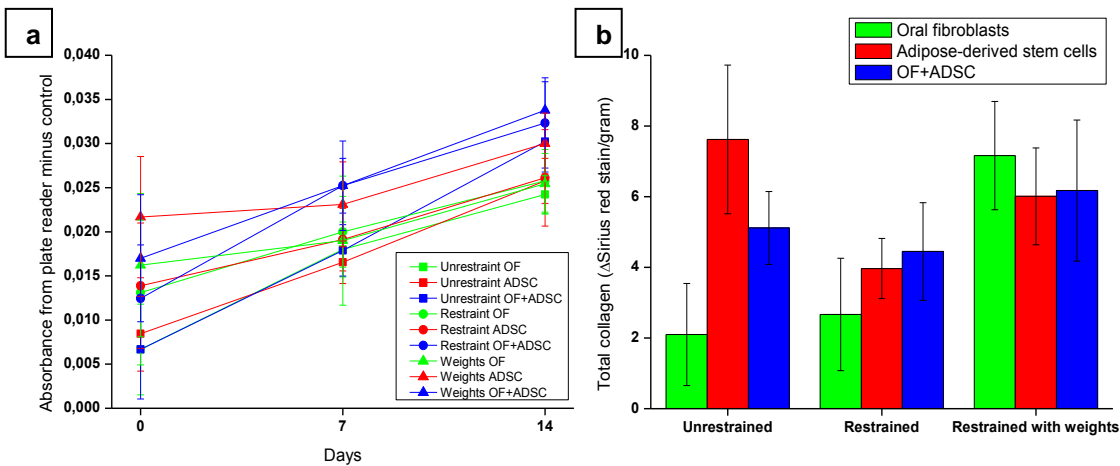 a
Absorbance from plate reader minus control
0,040
0,035
0,030
0,025
0,020
0,015
0,010
0,005
0,000
0
7
14
Days
Unrestraint OF
Unrestraint ADSC
Unrestraint OF+ADSC
Restraint OF
Restraint ADSC
Restraint OF+ADSC
Weights OF
Weights ADSC
Weights OF+ADSC
b
Oral fibroblasts
Adipose-derived stem cells
OF+ADSC
Total collagen (ΔSirius red stain/gram)
10
8
6
4
2
0
Unrestrained
Restrained
Restrained with weights